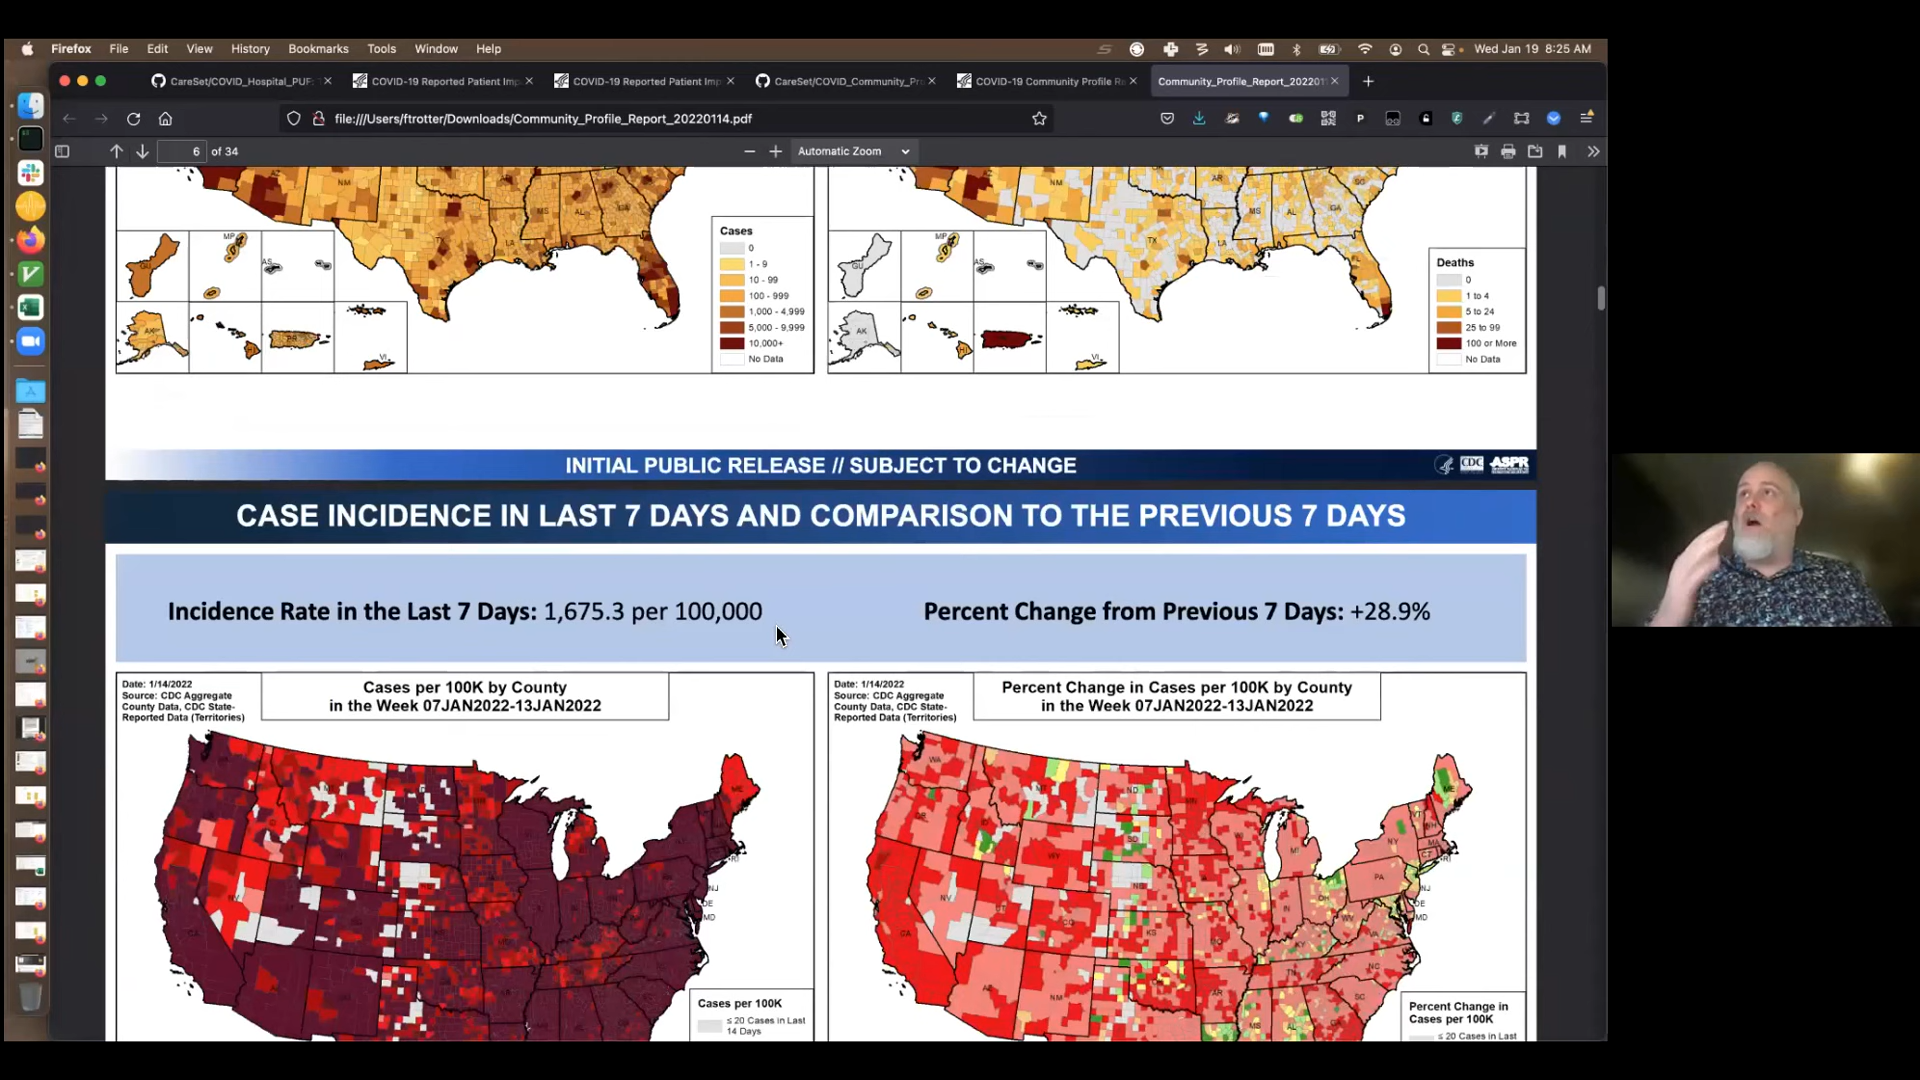 Firefox File Edit View History Bookmarks Tools Window Help
Wed Jan 19 8:25 AM
CareSet/COVID_Hospital_PUF:
COVID-19 Reported Patient Imp
COVID-19 Reported Patient Imp
CareSet/COVID_Community_Pr
COVID-19 Community Profile R
Community_Profile_Report_202201
file:///Users/ftrotter/Downloads/Community_Profile_Report_20220114.pdf
6 of 34
Automatic Zoom
Cases
0
1 - 9
10 - 99
100 - 999
1,000 - 4,999
5,000 - 9,999
10,000+
No Data
Deaths
0
1 to 4
5 to 24
25 to 99
100 or More
No Data
INITIAL PUBLIC RELEASE // SUBJECT TO CHANGE
CDC ASPR
CASE INCIDENCE IN LAST 7 DAYS AND COMPARISON TO THE PREVIOUS 7 DAYS
Incidence Rate in the Last 7 Days: 1,675.3 per 100,000
Percent Change from Previous 7 Days: +28.9%
Date: 1/14/2022
Source: CDC Aggregate
County Data, CDC State-
Reported Data (Territories)
Cases per 100K by County
in the Week 07JAN2022-13JAN2022
Date: 1/14/2022
Source: CDC Aggregate
County Data, CDC State-
Reported Data (Territories)
Percent Change in Cases per 100K by County
in the Week 07JAN2022-13JAN2022
Cases per 100K
≤ 20 Cases in Last
14 Days
Percent Change in
Cases per 100K
≤ 20 Cases in Last